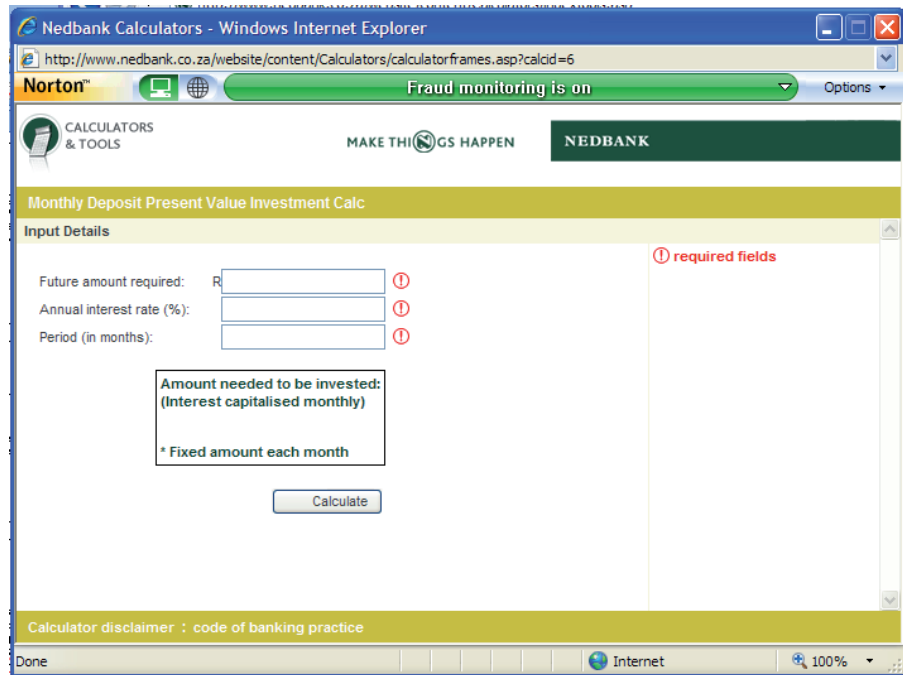 Nedbank Calculators - Windows Internet Explorer
http://www.nedbank.co.za/website/content/Calculators/calculatorframes.asp?calcid=6
Norton™ Fraud monitoring is on Options
CALCULATORS
& TOOLS
MAKE THINGS HAPPEN NEDBANK
Monthly Deposit Present Value Investment Calc
Input Details
! required fields
Future amount required: R !
Annual interest rate (%): !
Period (in months): !
Amount needed to be invested:
(Interest capitalised monthly)
* Fixed amount each month
Calculate
Calculator disclaimer : code of banking practice
Done Internet 100%